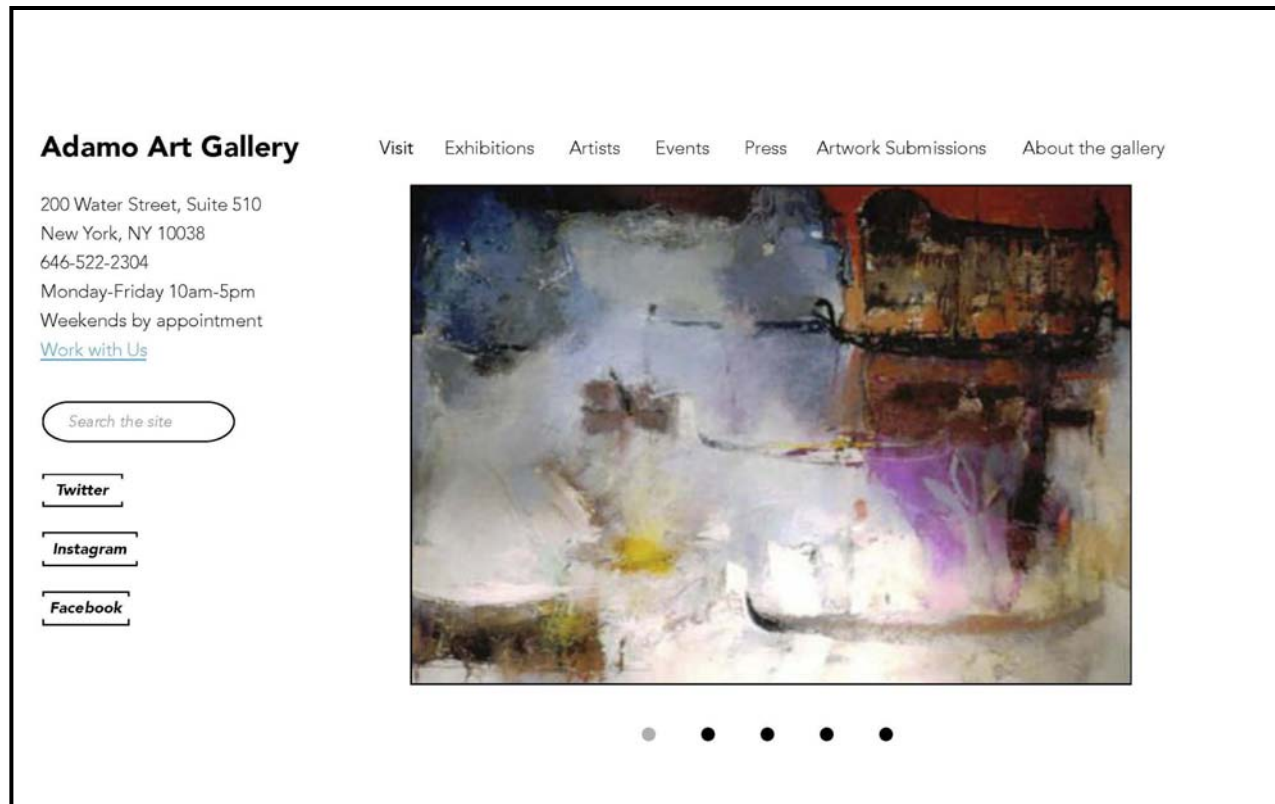 Adamo Art Gallery
Visit Exhibitions Artists Events Press Artwork Submissions About the gallery
200 Water Street, Suite 510
New York, NY 10038
646-522-2304
Monday-Friday 10am-5pm
Weekends by appointment
Work with Us
Search the site
Twitter
Instagram
Facebook